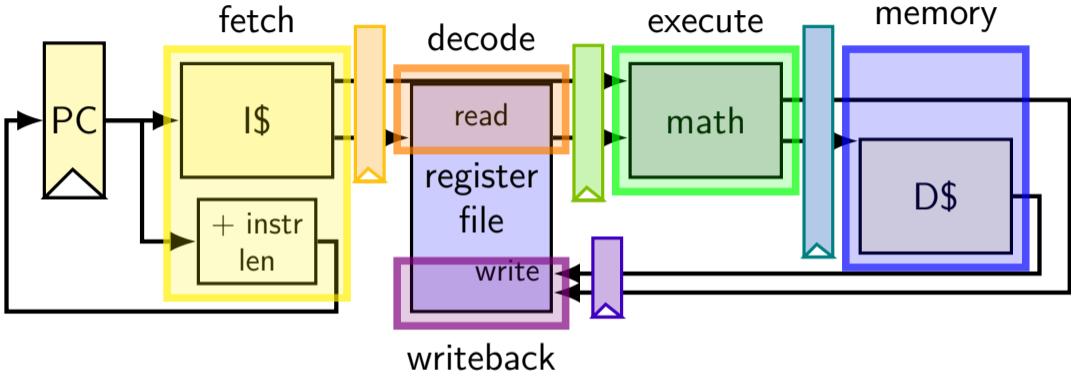 fetch
decode
execute
memory
PC
I$
read
math
register
file
D$
+ instr
len
write
writeback